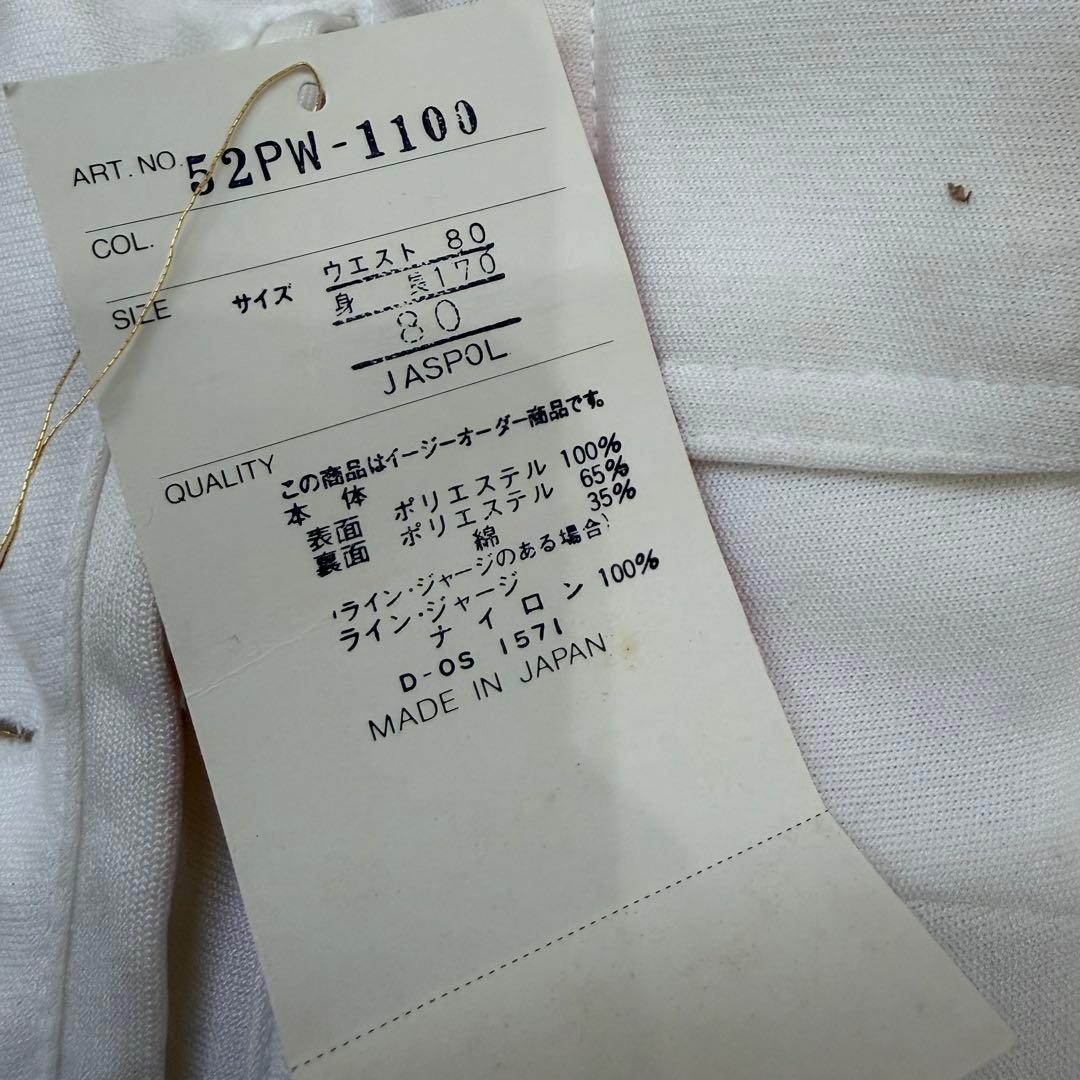 ART. NO. 52PW-1100
COL.
SIZE サイズ ウエスト 80
身 長 170
80
JASPOL
QUALITY この商品はイージーオーダー商品です。
本 体
表面 ポリエステル 100%
裏面 ポリエステル 65%
綿 35%
(ライン・ジャージのある場合)
ライン・ジャージ
ナ イ ロ ン 100%
D-OS 1571
MADE IN JAPAN